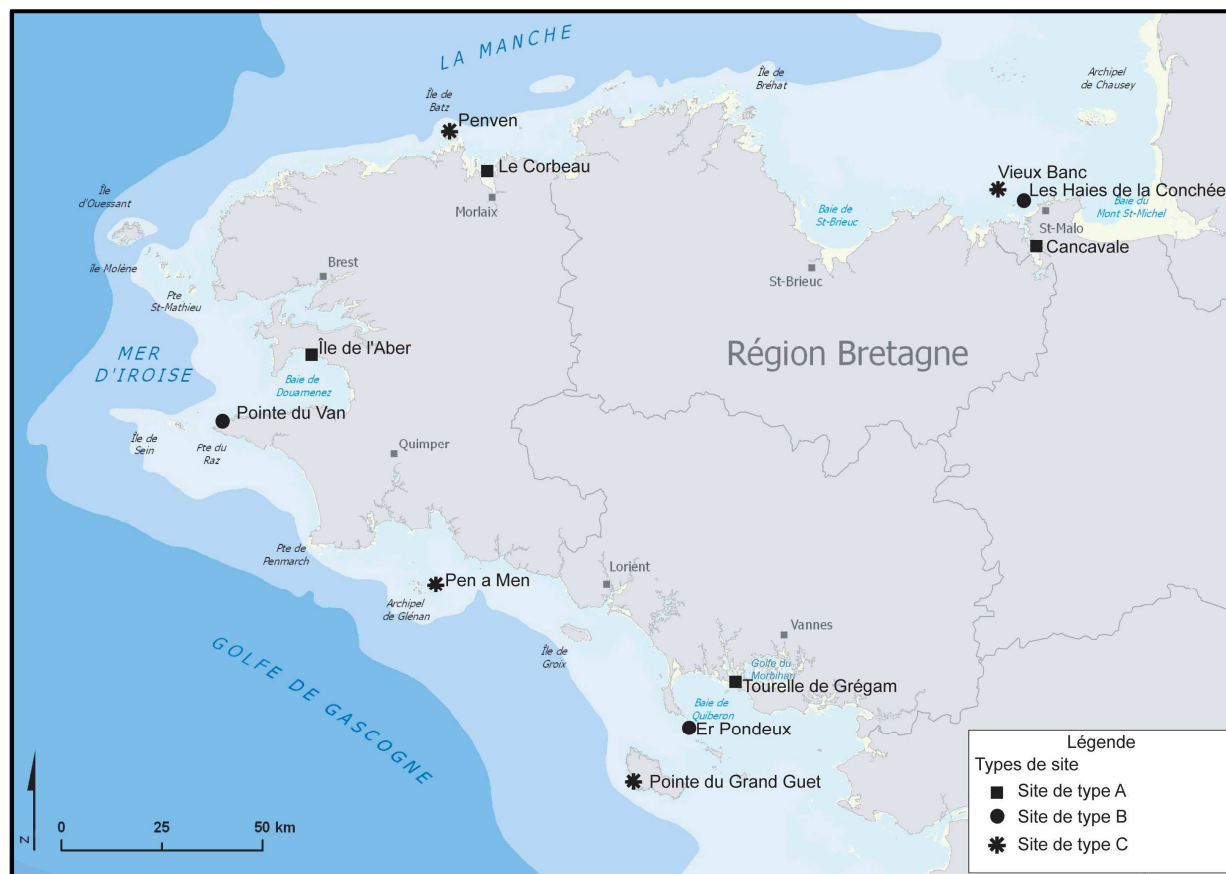 LA MANCHE
Île de
Bréhat
Archipel
de Chausey
Île de
Batz
Penven
Le Corbeau
Morlaix
Vieux Banc
Les Haies de la Conchée
Baie du
Mont St-Michel
St-Malo
Cancavale
Île
d'Ouessant
Baie de
St-Brieuc
St-Brieuc
île Molène
Brest
Pte
St-Mathieu
Région Bretagne
MER
D'IROISE
Île de l'Aber
Baie de
Douarnenez
Pointe du Van
Île de
Sein
Pte du
Raz
Quimper
Pte de
Penmarch
Pen a Men
Archipel
de Glénan
Lorient
Île de
Groix
Vannes
Golfe du
Morbihan
Tourelle de Grégam
Baie de
Quiberon
Er Pondeux
Pointe du Grand Guet
GOLFE DE GASCOGNE
Légende
Types de site
Site de type A
Site de type B
Site de type C
N
0 25 50 km